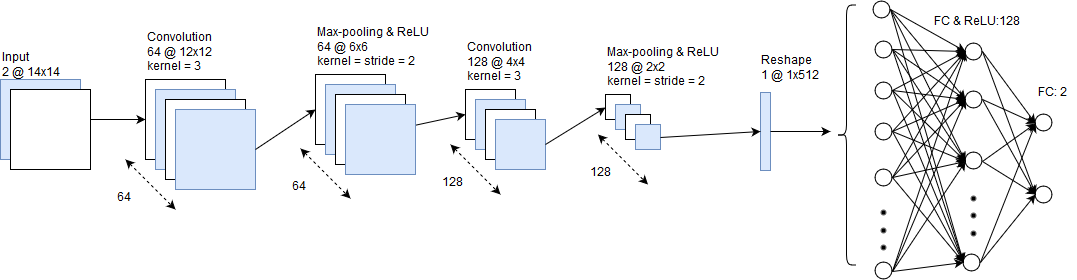 Input
2 @ 14x14
Convolution
64 @ 12x12
kernel = 3
64
Max-pooling & ReLU
64 @ 6x6
kernel = stride = 2
64
Convolution
128 @ 4x4
kernel = 3
128
Max-pooling & ReLU
128 @ 2x2
kernel = stride = 2
128
Reshape
1 @ 1x512
FC & ReLU:128
FC: 2